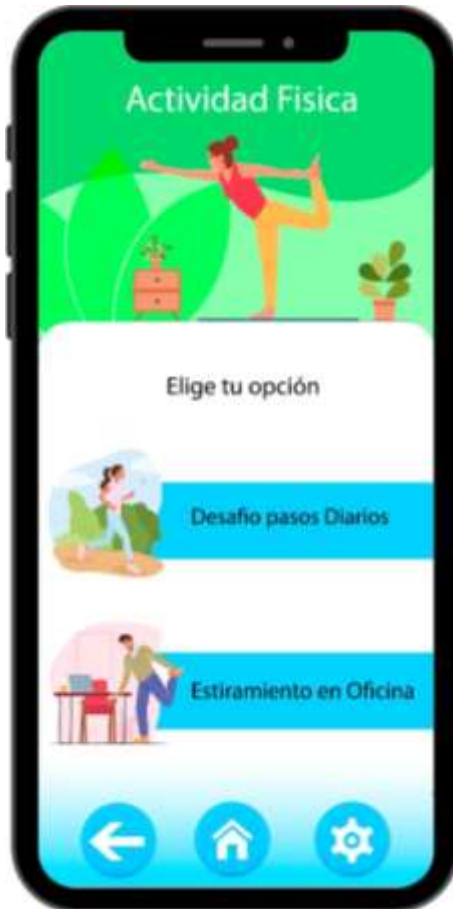 Actividad Fisica
Elige tu opción
Desafio pasos Diarios
Estiramiento en Oficina